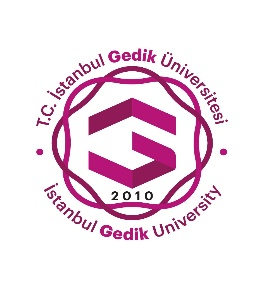 T.C. İstanbul Gedik Üniversitesi
G
2010
İstanbul Gedik University